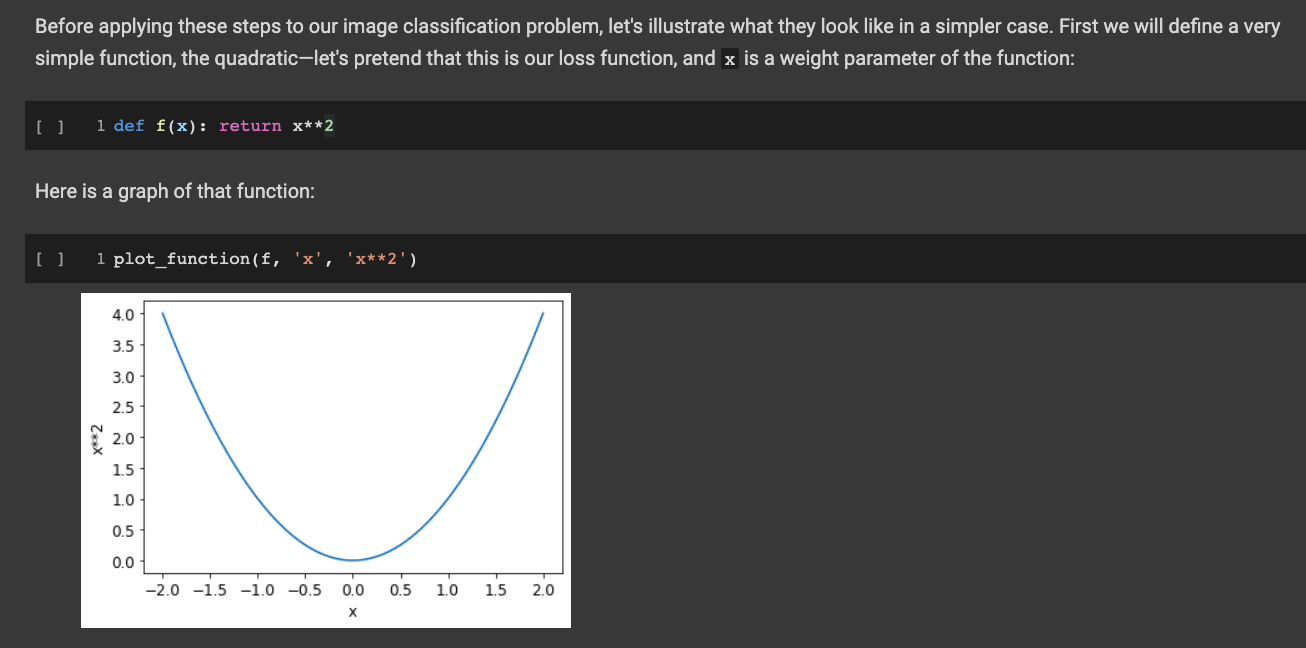 Before applying these steps to our image classification problem, let's illustrate what they look like in a simpler case. First we will define a very
simple function, the quadratic—let's pretend that this is our loss function, and x is a weight parameter of the function:
[ ] 1 def f(x): return x**2
Here is a graph of that function:
[ ] 1 plot_function(f, 'x', 'x**2')
4.0
3.5
3.0
2.5
2.0
1.5
1.0
0.5
0.0
x**2
−2.0 −1.5 −1.0 −0.5 0.0 0.5 1.0 1.5 2.0
x